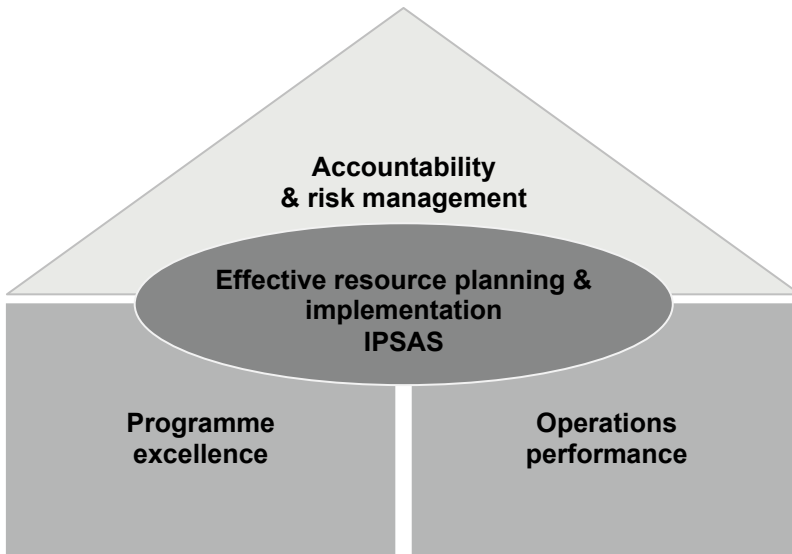 Accountability
& risk management
Effective resource planning &
implementation
IPSAS
Programme
excellence
Operations
performance